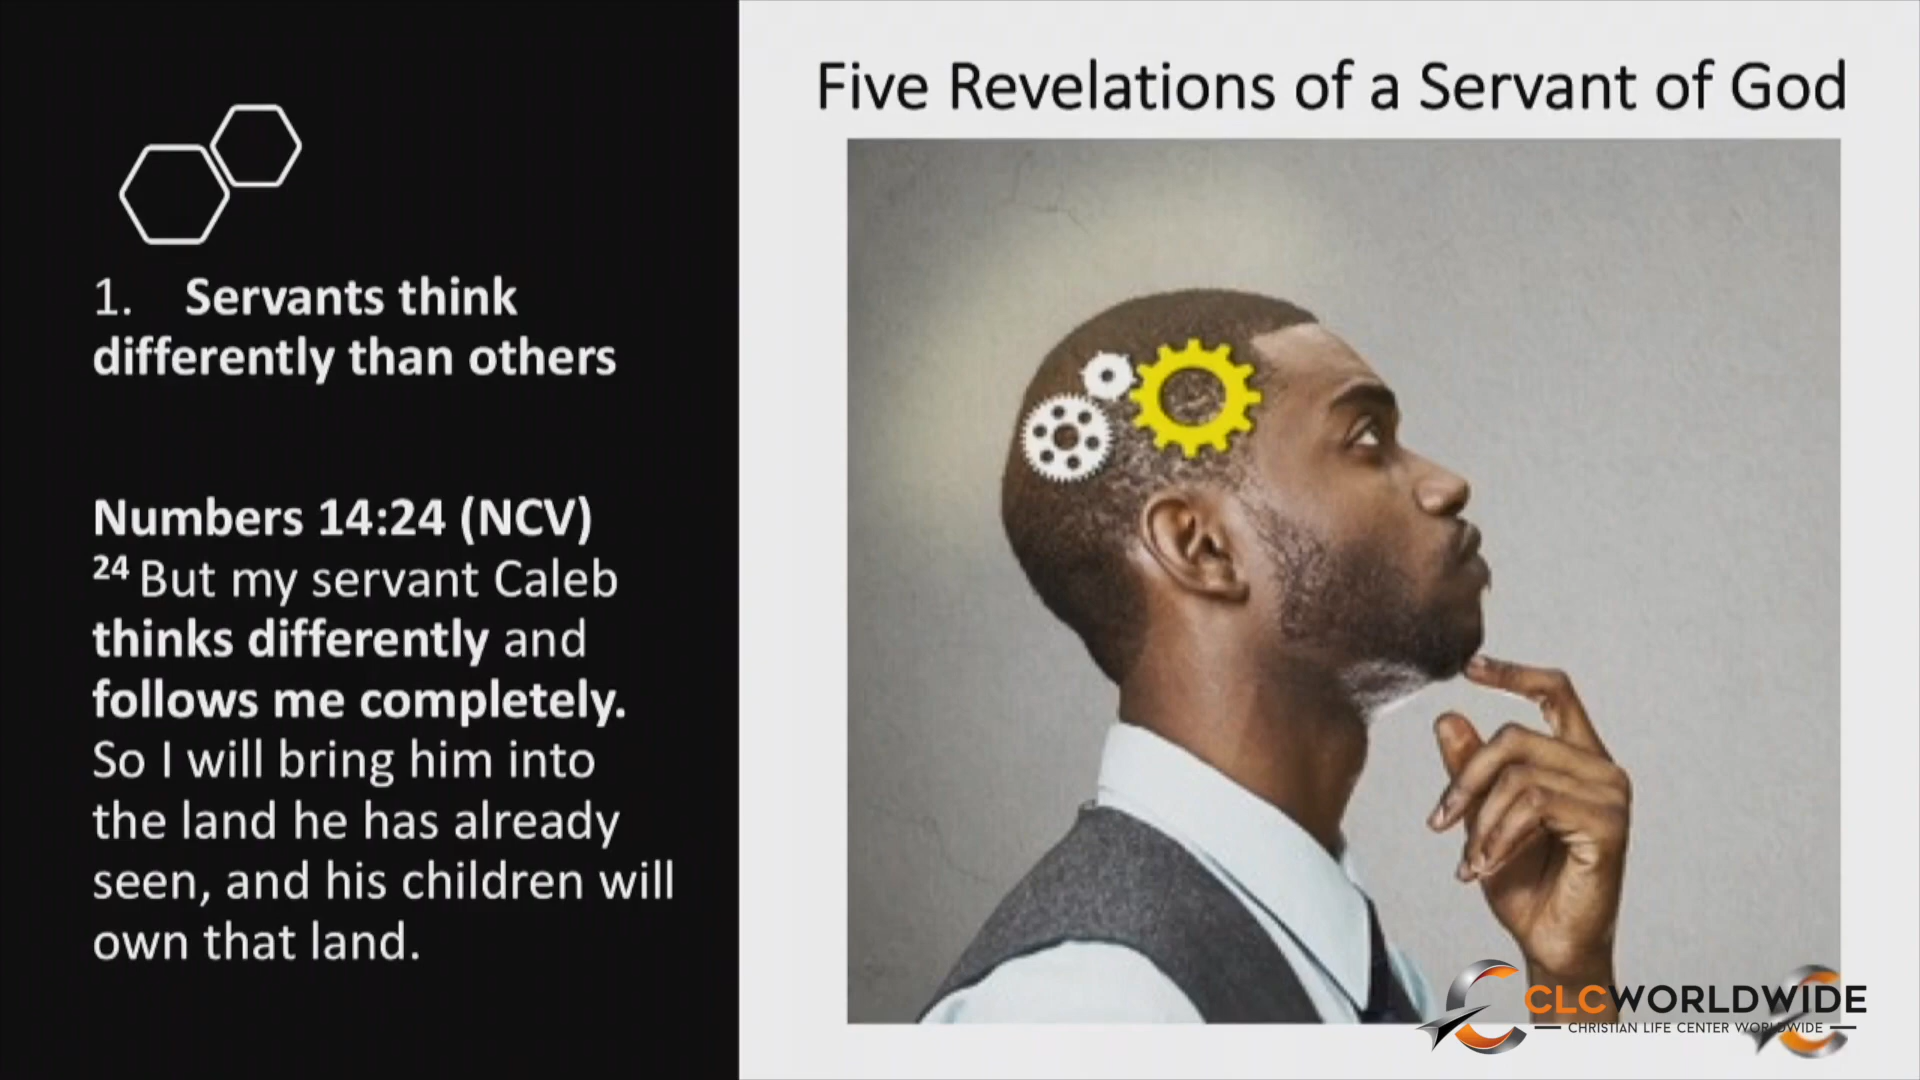 Five Revelations of a Servant of God
1. Servants think
differently than others
Numbers 14:24 (NCV)
24 But my servant Caleb
thinks differently and
follows me completely.
So I will bring him into
the land he has already
seen, and his children will
own that land.
CLCWORLDWIDE
CHRISTIAN LIFE CENTER WORLDWIDE